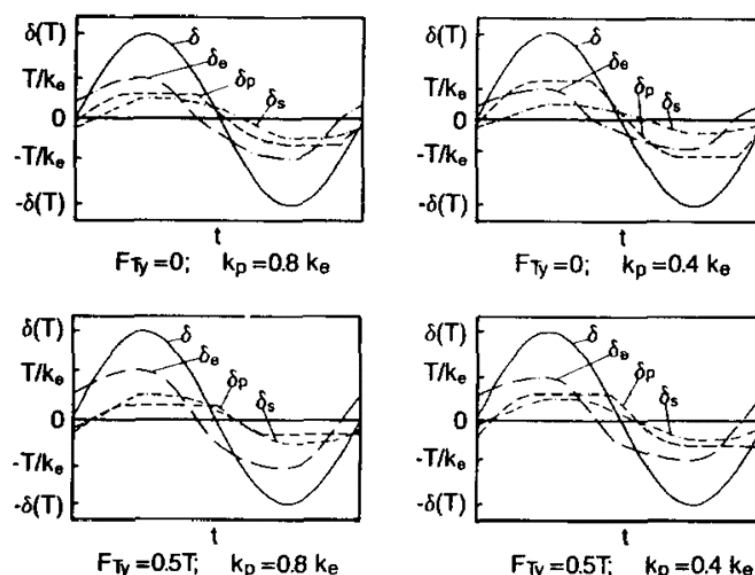 δ(T)
T/kₑ
0
-T/kₑ
-δ(T)
δ
δₑ
δₚ
δₛ
t
F_Ty=0; kₚ=0.8 kₑ
δ(T)
T/kₑ
0
-T/kₑ
-δ(T)
δ
δₑ
δₚ
δₛ
t
F_Ty=0; kₚ=0.4 kₑ
δ(T)
T/kₑ
0
-T/kₑ
-δ(T)
δ
δₑ
δₚ
δₛ
t
F_Ty=0.5T; kₚ=0.8 kₑ
δ(T)
T/kₑ
0
-T/kₑ
-δ(T)
δ
δₑ
δₚ
δₛ
t
F_Ty=0.5T; kₚ=0.4 kₑ